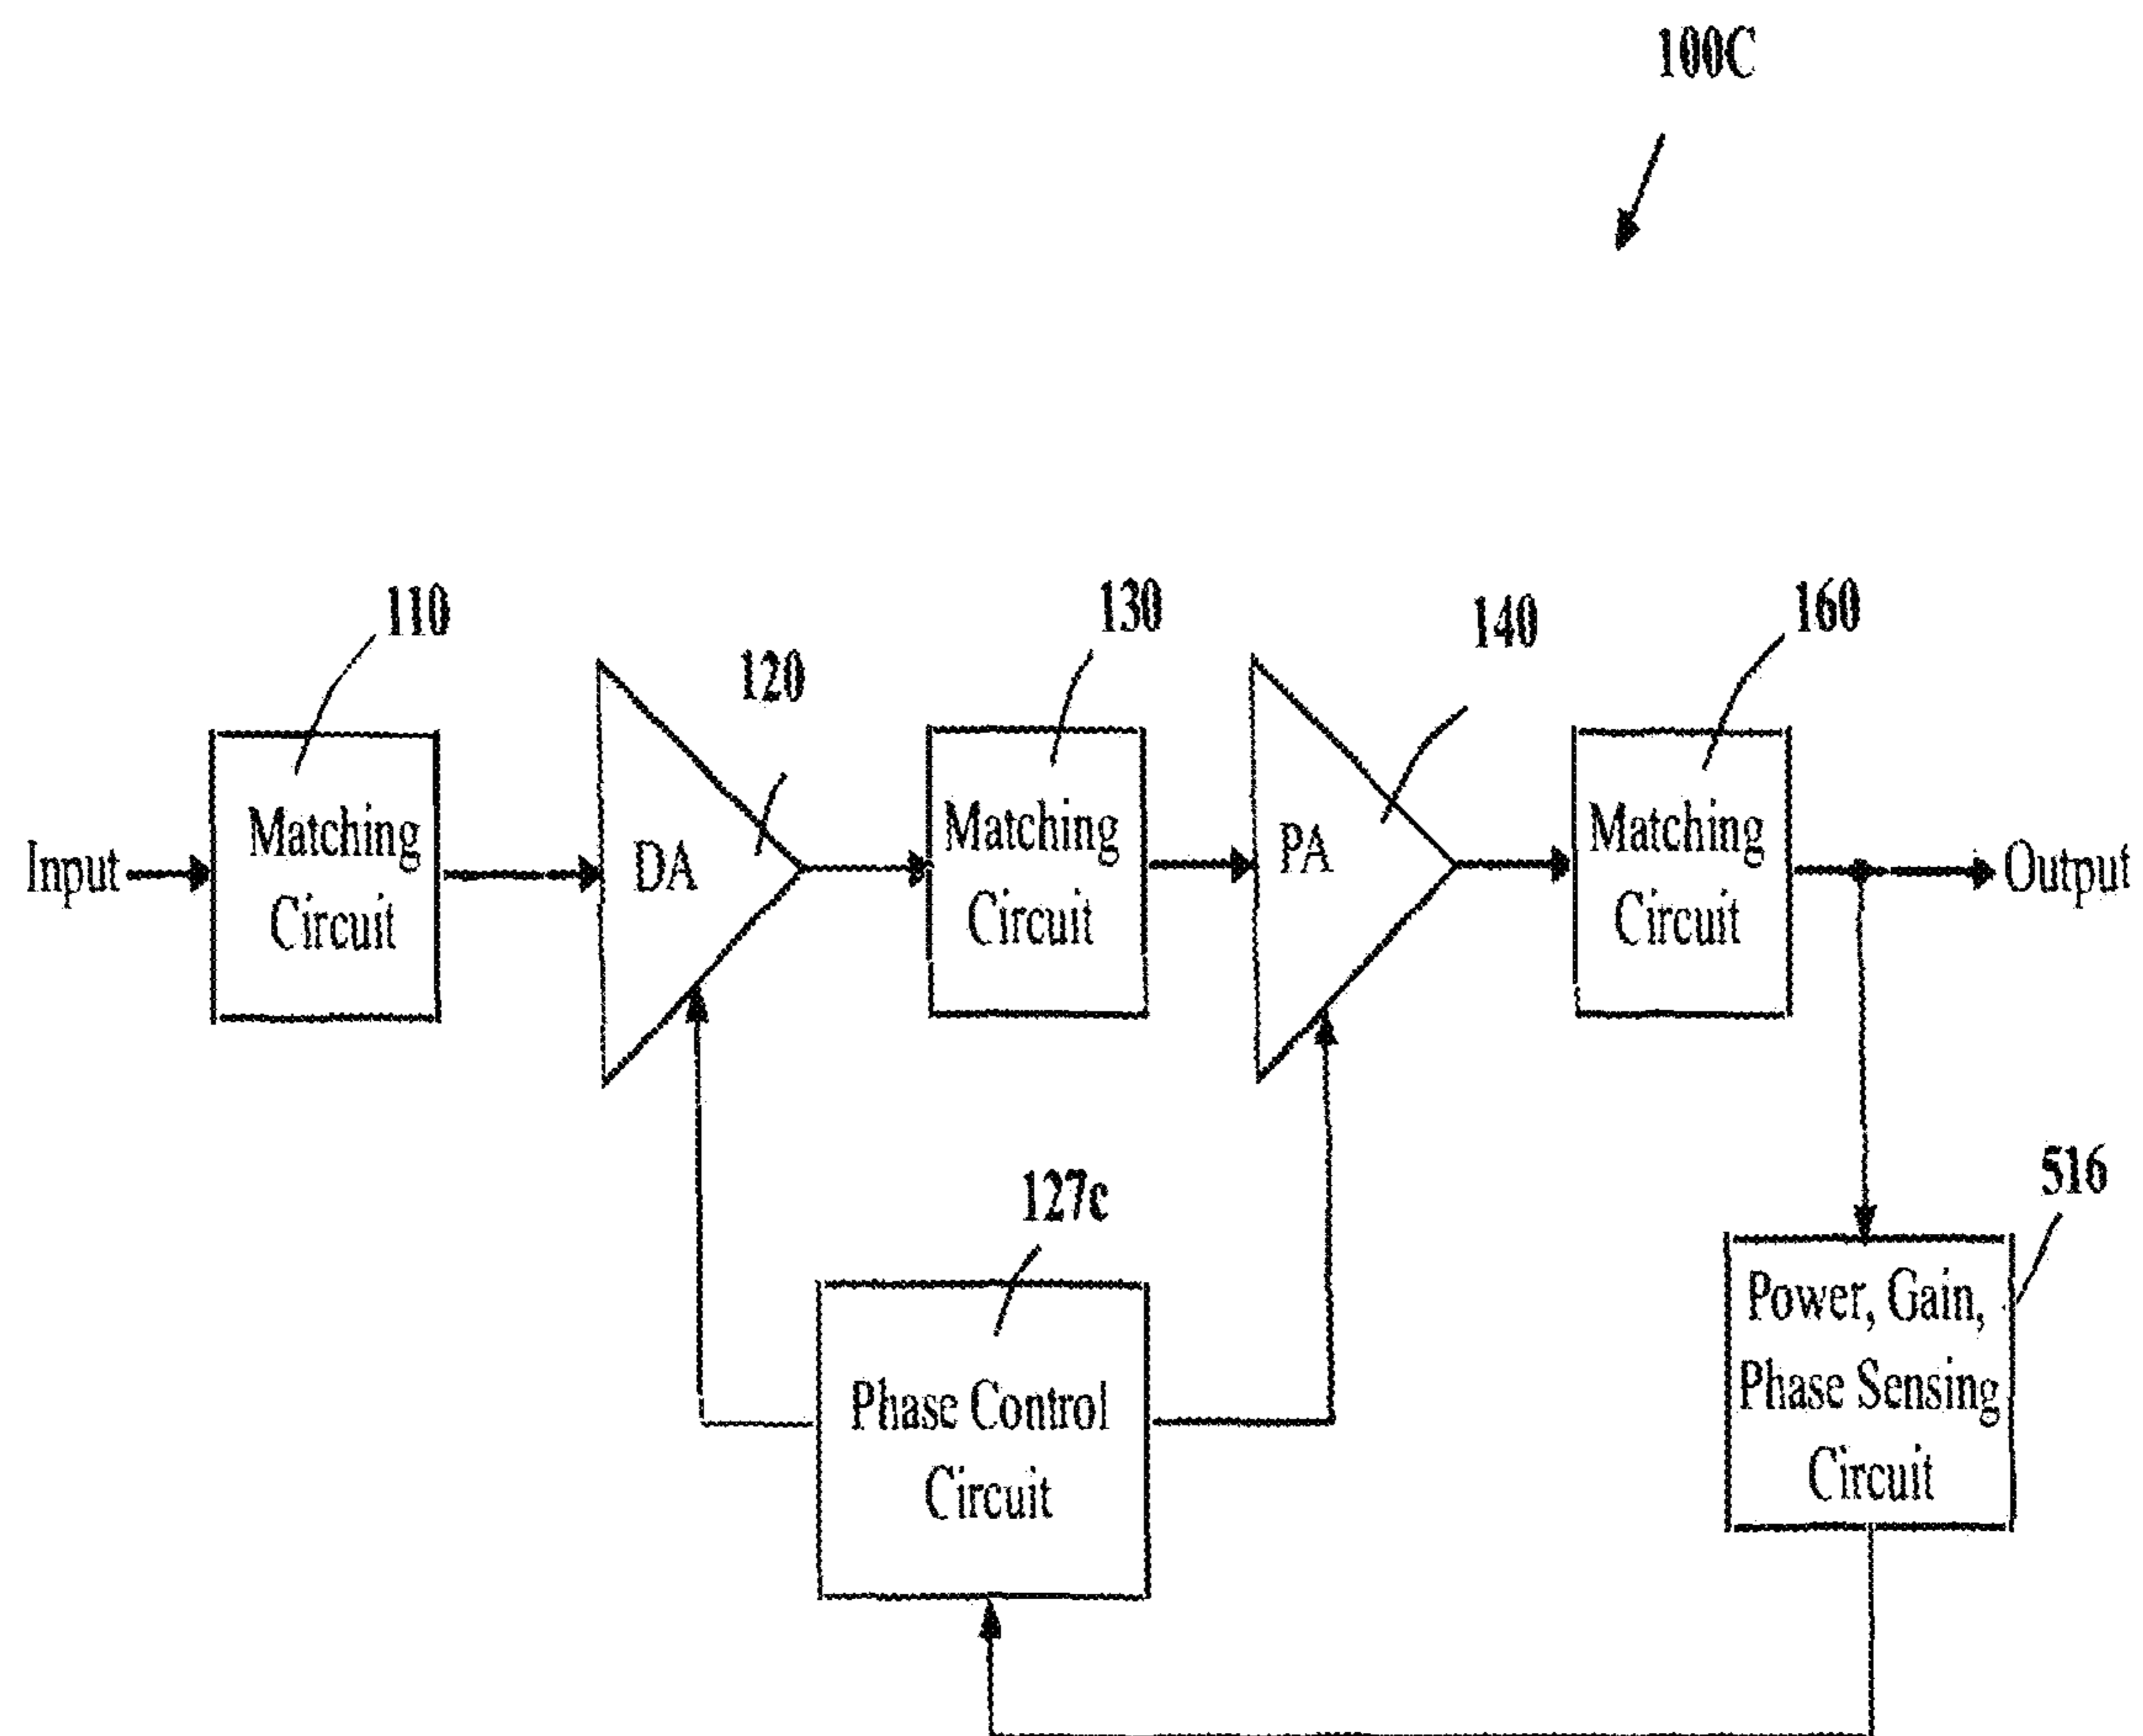 100C
110
120
130
140
160
Input
Matching
Circuit
DA
Matching
Circuit
PA
Matching
Circuit
Output
127c
Phase Control
Circuit
516
Power, Gain,
Phase Sensing
Circuit